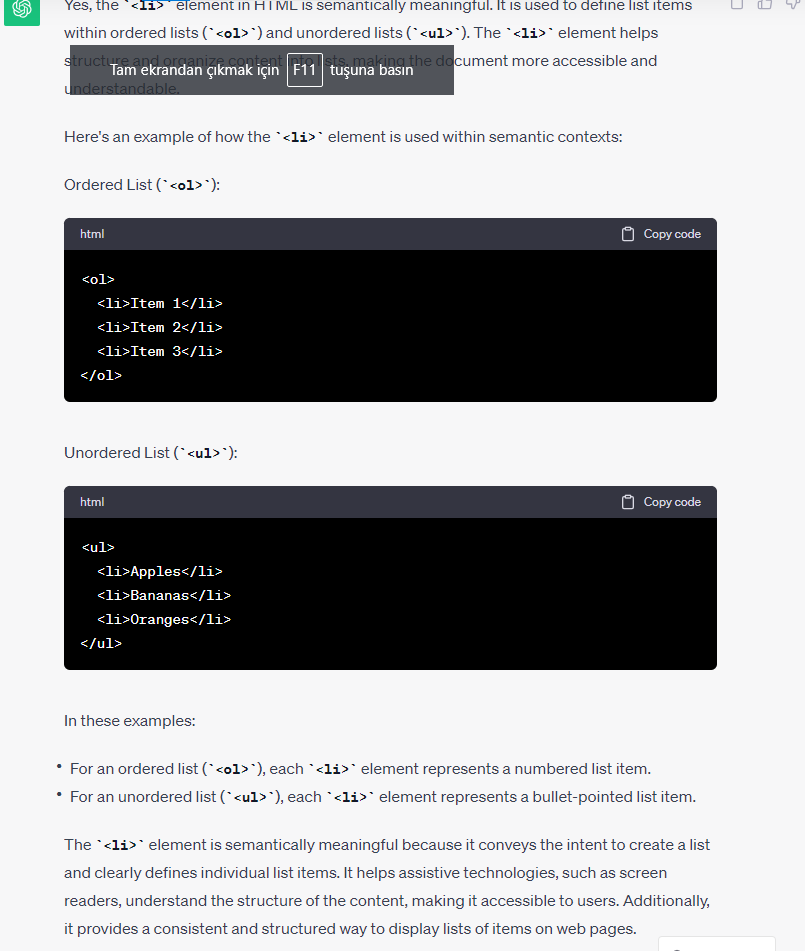 Yes, the `<li>` element in HTML is semantically meaningful. It is used to define list items
within ordered lists (`<ol>`) and unordered lists (`<ul>`). The `<li>` element helps
structure and organize content into lists, making the document more accessible and
understandable.
Tam ekrandan çıkmak için F11 tuşuna basın
Here's an example of how the `<li>` element is used within semantic contexts:
Ordered List (`<ol>`):
html Copy code
<ol>
<li>Item 1</li>
<li>Item 2</li>
<li>Item 3</li>
</ol>
Unordered List (`<ul>`):
html Copy code
<ul>
<li>Apples</li>
<li>Bananas</li>
<li>Oranges</li>
</ul>
In these examples:
• For an ordered list (`<ol>`), each `<li>` element represents a numbered list item.
• For an unordered list (`<ul>`), each `<li>` element represents a bullet-pointed list item.
The `<li>` element is semantically meaningful because it conveys the intent to create a list
and clearly defines individual list items. It helps assistive technologies, such as screen
readers, understand the structure of the content, making it accessible to users. Additionally,
it provides a consistent and structured way to display lists of items on web pages.